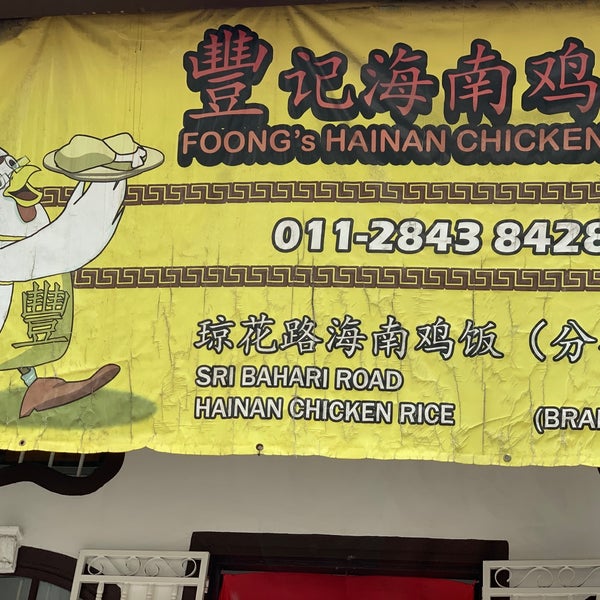 豐记海南鸡
FOONG's HAINAN CHICKEN
011-2843 8428
豐
琼花路海南鸡饭（分
SRI BAHARI ROAD
HAINAN CHICKEN RICE